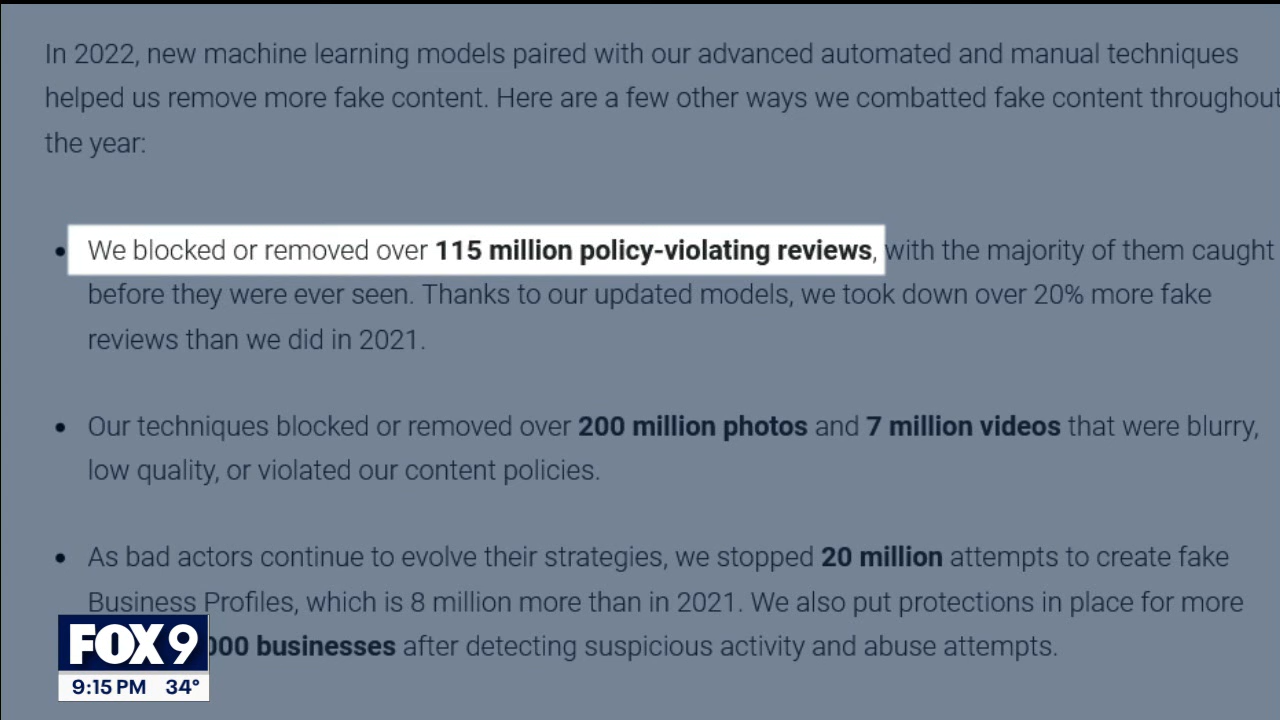 In 2022, new machine learning models paired with our advanced automated and manual techniques
helped us remove more fake content. Here are a few other ways we combatted fake content throughout
the year:
• We blocked or removed over 115 million policy-violating reviews, with the majority of them caught
before they were ever seen. Thanks to our updated models, we took down over 20% more fake
reviews than we did in 2021.
• Our techniques blocked or removed over 200 million photos and 7 million videos that were blurry,
low quality, or violated our content policies.
• As bad actors continue to evolve their strategies, we stopped 20 million attempts to create fake
Business Profiles, which is 8 million more than in 2021. We also put protections in place for more
businesses after detecting suspicious activity and abuse attempts.
FOX 9
9:15 PM 34°